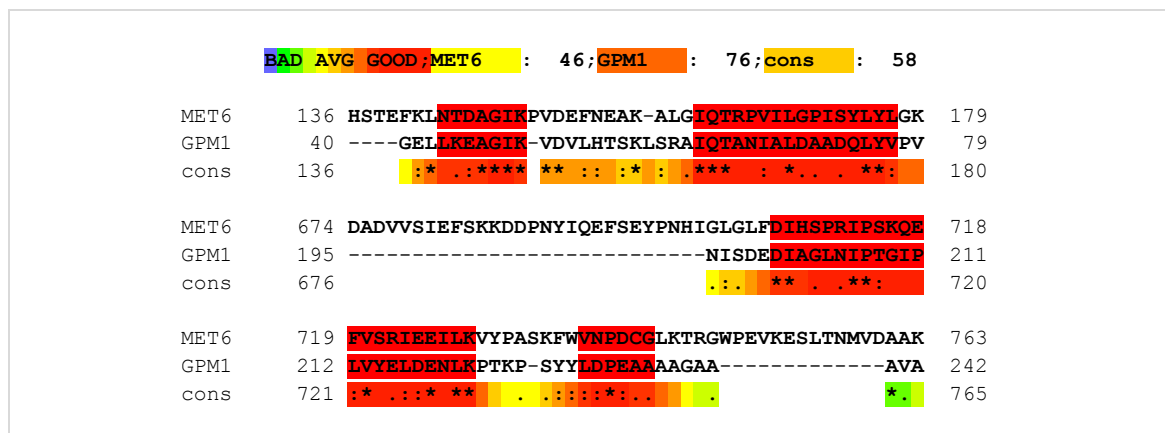 BAD AVG GOOD;MET6 : 46;GPM1 : 76;cons : 58
MET6 136 HSTEFKLNTDAGIKPVDEFNEAK-ALGIQTRPVILGPISYLYLGK 179
GPM1 40 ----GELLKEAGIK-VDVLHTSKLSRAIQTANIALDAADQLYVPV 79
cons 136 :* .:**** ** :: :* : .*** : *.. . **: 180
MET6 674 DADVVSIEFSKKDDPNYIQEFSEYPNHIGLGLFDIHSPRIPSKQE 718
GPM1 195 ----------------------------NISDEDIAGLNIPTGIP 211
cons 676 .:. ** . .**: 720
MET6 719 FVSRIEEILKVYPASKFWVNPDCGLKTRGWPEVKESLTNMVDAAK 763
GPM1 212 LVYELDENLKPTKP-SYYLDPEAAAAGAA-------------AVA 242
cons 721 :* .::* ** . .::::*:.. . *. 765